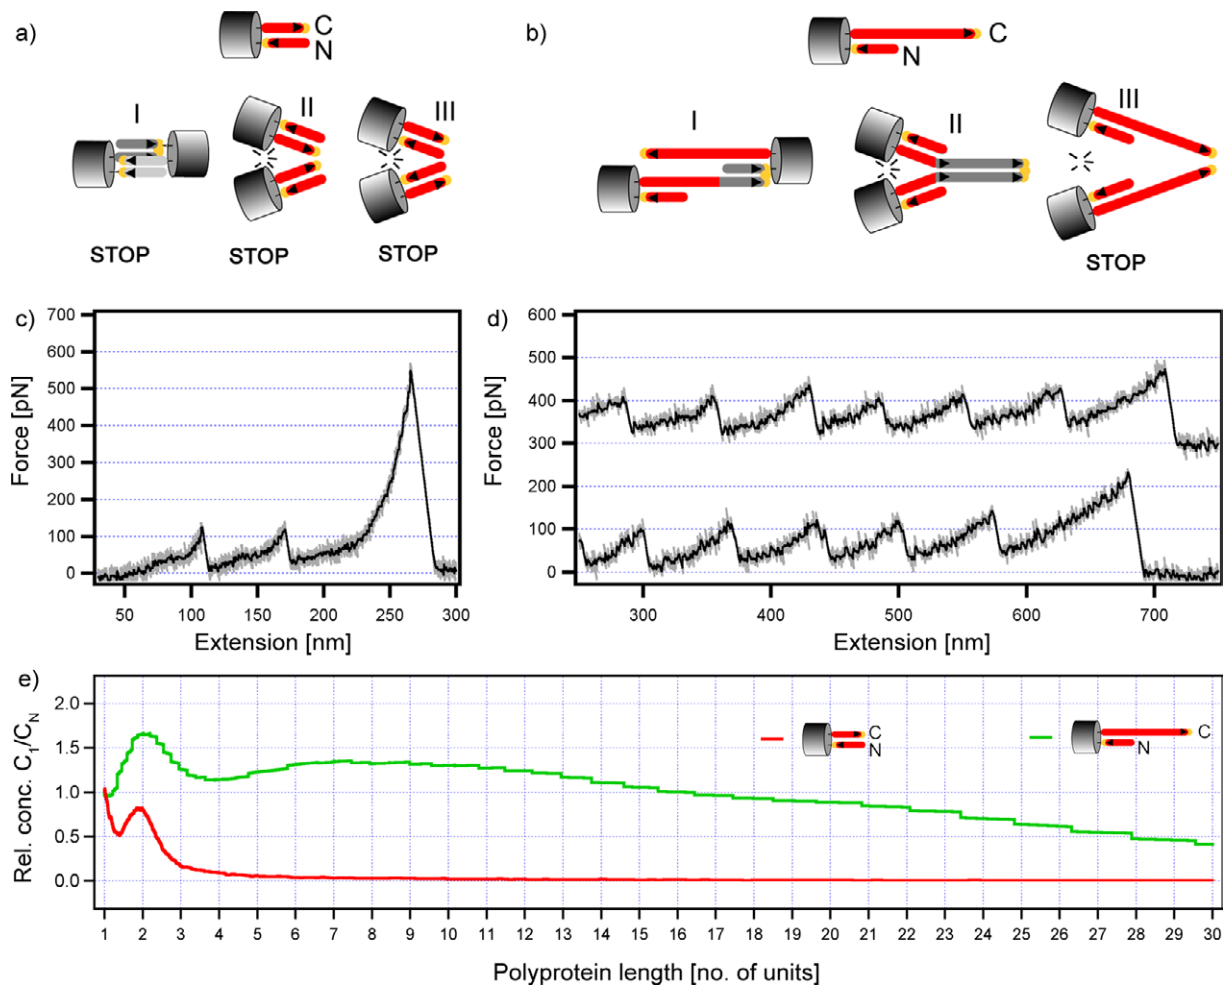 a)
C
N
I
II
III
STOP
STOP
STOP
b)
C
N
I
II
III
STOP
c)
700
600
500
400
300
200
100
0
Force [pN]
50
100
150
200
250
300
Extension [nm]
d)
600
500
400
300
200
100
0
Force [pN]
300
400
500
600
700
Extension [nm]
e)
2.0
1.5
1.0
0.5
0.0
Rel. conc. C1/CN
C
N
C
N
1 2 3 4 5 6 7 8 9 10 11 12 13 14 15 16 17 18 19 20 21 22 23 24 25 26 27 28 29 30
Polyprotein length [no. of units]